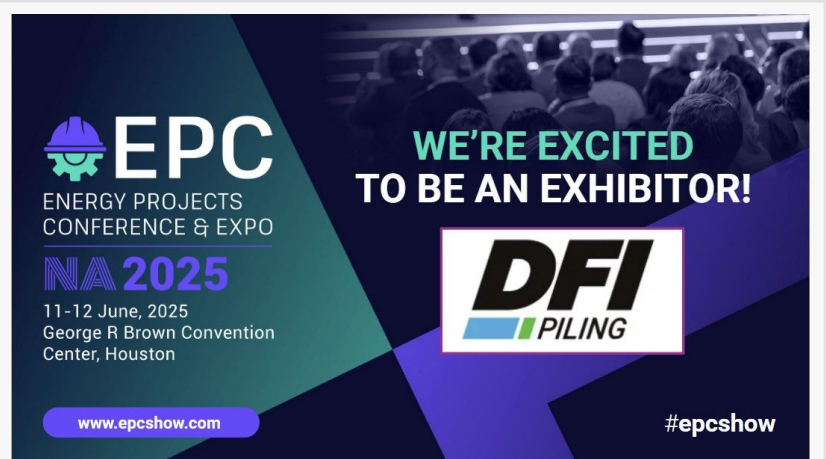 EPC
ENERGY PROJECTS
CONFERENCE & EXPO
NA 2025
11-12 June, 2025
George R Brown Convention
Center, Houston
www.epcshow.com
WE'RE EXCITED
TO BE AN EXHIBITOR!
DFI
PILING
#epcshow